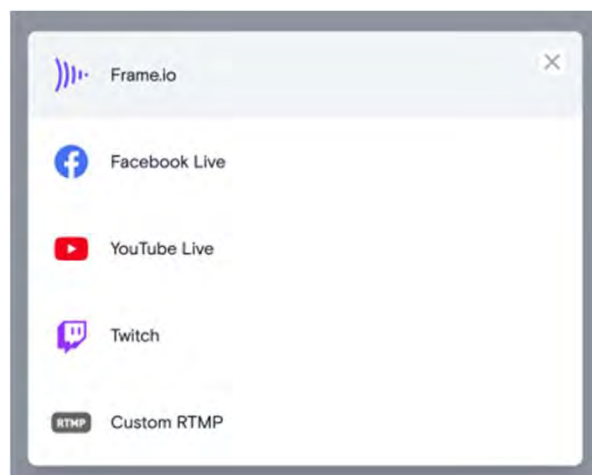 Frame.io
Facebook Live
YouTube Live
Twitch
RTMP Custom RTMP